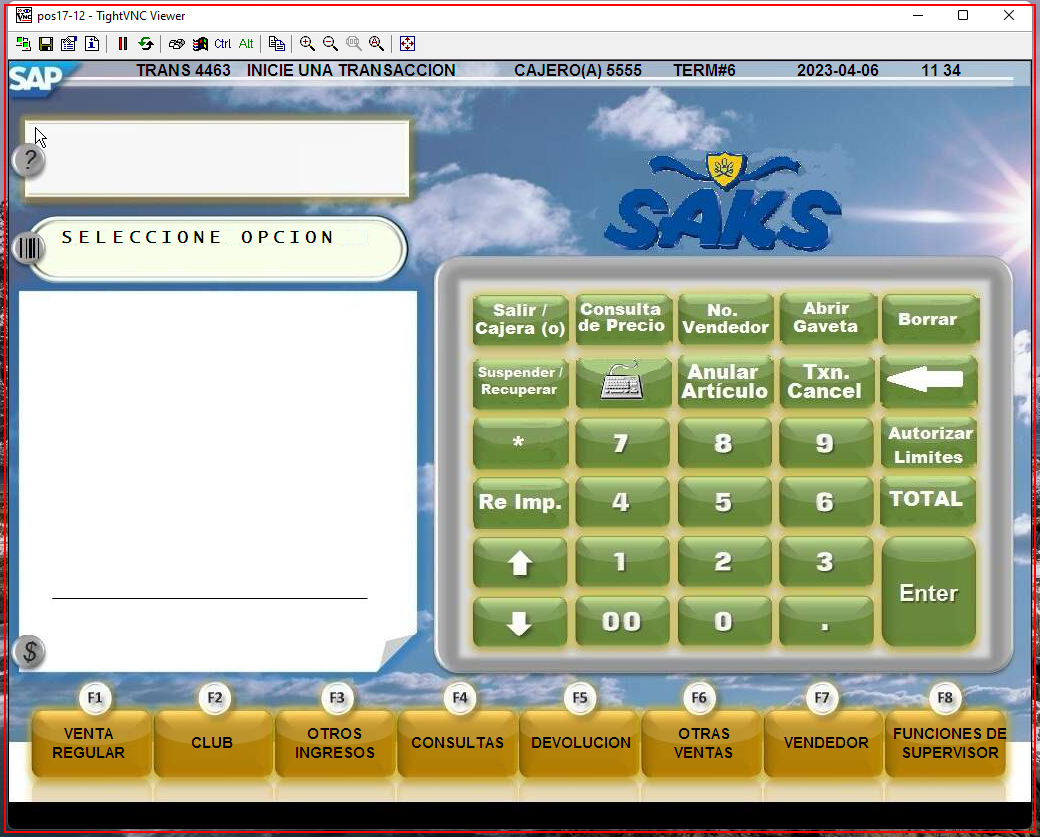 pos17-12 - TightVNC Viewer
Ctrl Alt
SAP TRANS 4463 INICIE UNA TRANSACCION CAJERO(A) 5555 TERM#6 2023-04-06 11 34
?
SELECCIONE OPCION
SAKS
Salir /
Cajera (o)
Consulta
de Precio
No.
Vendedor
Abrir
Gaveta
Borrar
Suspender /
Recuperar
Anular
Artículo
Txn.
Cancel
* 7 8 9
Autorizar
Limites
Re Imp. 4 5 6 TOTAL
1 2 3
Enter
00 0 .
$
F1 F2 F3 F4 F5 F6 F7 F8
VENTA
REGULAR
CLUB
OTROS
INGRESOS
CONSULTAS
DEVOLUCION
OTRAS
VENTAS
VENDEDOR
FUNCIONES DE
SUPERVISOR